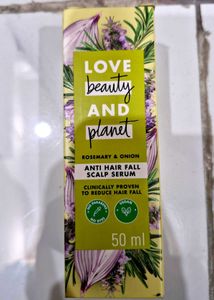 LOVE
beauty
AND
planet
ROSEMARY & ONION
ANTI HAIR FALL
SCALP SERUM
CLINICALLY PROVEN
TO REDUCE HAIR FALL
VEGAN
50 ml